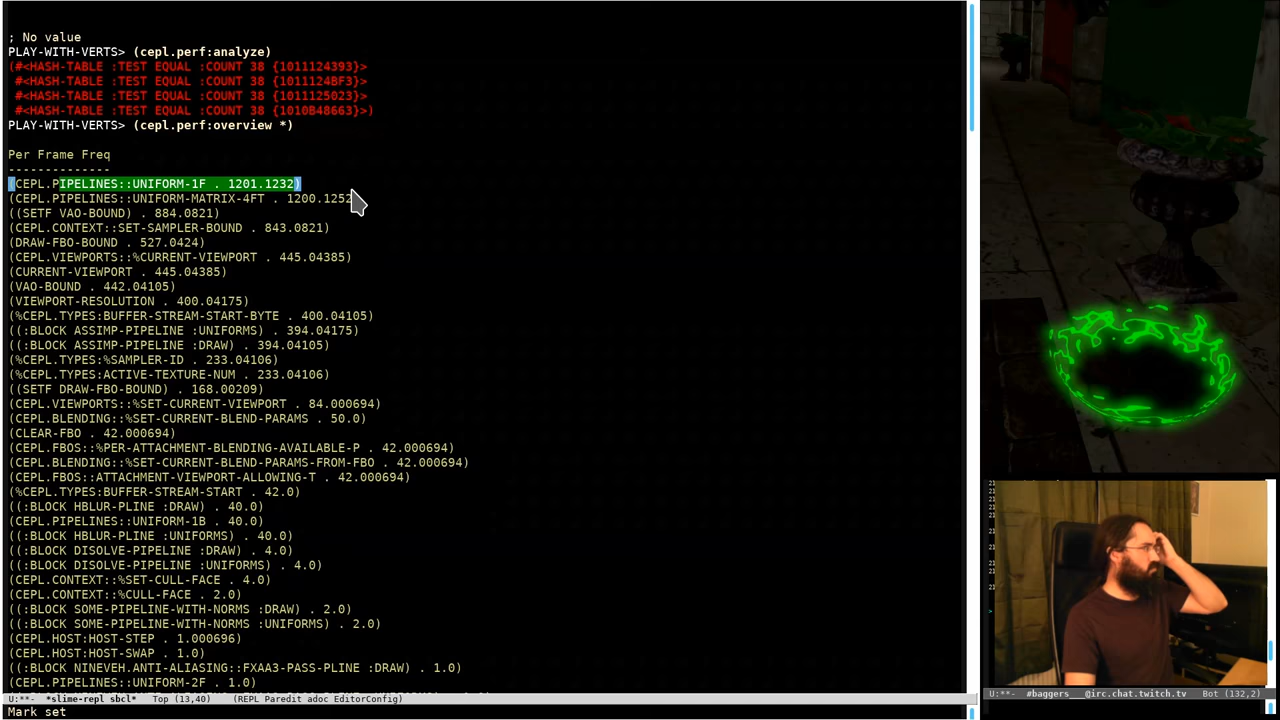 ; No value
PLAY-WITH-VERTS> (cepl.perf:analyze)
(#<HASH-TABLE :TEST EQUAL :COUNT 38 {1011124393}>
#<HASH-TABLE :TEST EQUAL :COUNT 38 {10111248F3}>
#<HASH-TABLE :TEST EQUAL :COUNT 38 {1011125023}>
#<HASH-TABLE :TEST EQUAL :COUNT 38 {1010B48663}>)
PLAY-WITH-VERTS> (cepl.perf:overview *)
Per Frame Freq
--------------
(CEPL.PIPELINES::UNIFORM-1F . 1201.1232)
(CEPL.PIPELINES::UNIFORM-MATRIX-4FT . 1200.1252
((SETF VAO-BOUND) . 884.0821)
(CEPL.CONTEXT::SET-SAMPLER-BOUND . 843.0821)
(DRAW-FBO-BOUND . 527.0424)
(CEPL.VIEWPORTS::%CURRENT-VIEWPORT . 445.04385)
(CURRENT-VIEWPORT . 445.04385)
(VAO-BOUND . 442.04105)
(VIEWPORT-RESOLUTION . 400.04175)
(%CEPL.TYPES:BUFFER-STREAM-START-BYTE . 400.04105)
((:BLOCK ASSIMP-PIPELINE :UNIFORMS) . 394.04175)
((:BLOCK ASSIMP-PIPELINE :DRAW) . 394.04105)
(%CEPL.TYPES:%SAMPLER-ID . 233.04106)
(%CEPL.TYPES:ACTIVE-TEXTURE-NUM . 233.04106)
((SETF DRAW-FBO-BOUND) . 168.00209)
(CEPL.VIEWPORTS::%SET-CURRENT-VIEWPORT . 84.000694)
(CEPL.BLENDING::%SET-CURRENT-BLEND-PARAMS . 50.0)
(CLEAR-FBO . 42.000694)
(CEPL.FBOS::%PER-ATTACHMENT-BLENDING-AVAILABLE-P . 42.000694)
(CEPL.BLENDING::%SET-CURRENT-BLEND-PARAMS-FROM-FBO . 42.000694)
(CEPL.FBOS::ATTACHMENT-VIEWPORT-ALLOWING-T . 42.000694)
(%CEPL.TYPES:BUFFER-STREAM-START . 42.0)
((:BLOCK HBLUR-PLINE :DRAW) . 40.0)
(CEPL.PIPELINES::UNIFORM-1B . 40.0)
((:BLOCK HBLUR-PLINE :UNIFORMS) . 40.0)
((:BLOCK DISOLVE-PIPELINE :DRAW) . 4.0)
((:BLOCK DISOLVE-PIPELINE :UNIFORMS) . 4.0)
(CEPL.CONTEXT::%SET-CULL-FACE . 4.0)
(CEPL.CONTEXT::%CULL-FACE . 2.0)
((:BLOCK SOME-PIPELINE-WITH-NORMS :DRAW) . 2.0)
((:BLOCK SOME-PIPELINE-WITH-NORMS :UNIFORMS) . 2.0)
(CEPL.HOST:HOST-STEP . 1.000696)
(CEPL.HOST:HOST-SWAP . 1.0)
((:BLOCK NINEVEH.ANTI-ALIASING::FXAA3-PASS-PLINE :DRAW) . 1.0)
(CEPL.PIPELINES::UNIFORM-2F . 1.0)
U:**- *slime-repl sbcl* Top (13,40) (REPL Paredit adoc EditorConfig)
Mark set
U:**- #baggers___@irc.chat.twitch.tv Bot (132,2)